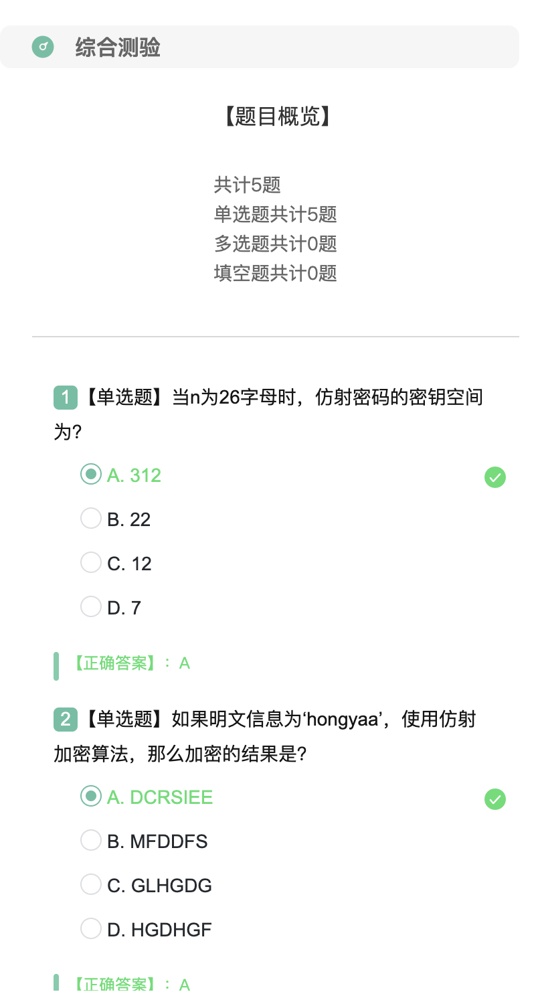 综合测验
【题目概览】
共计5题
单选题共计5题
多选题共计0题
填空题共计0题
1【单选题】当n为26字母时，仿射密码的密钥空间
为?
A. 312
B. 22
C. 12
D. 7
【正确答案】：A
2【单选题】如果明文信息为‘hongyaa’，使用仿射
加密算法，那么加密的结果是?
A. DCRSIEE
B. MFDDFS
C. GLHGDG
D. HGDHGF
【正确答案】：A